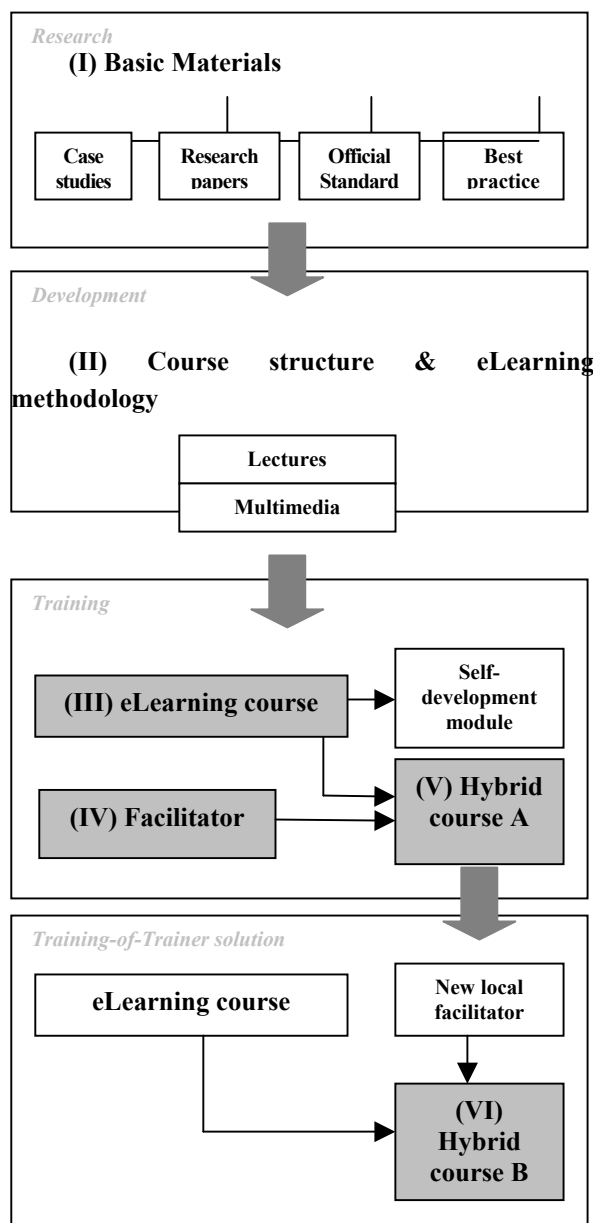 Research
(I) Basic Materials
Case
studies
Research
papers
Official
Standard
Best
practice
Development
(II) Course structure & eLearning
methodology
Lectures
Multimedia
Training
(III) eLearning course
Self-
development
module
(IV) Facilitator
(V) Hybrid
course A
Training-of-Trainer solution
eLearning course
New local
facilitator
(VI)
Hybrid
course B